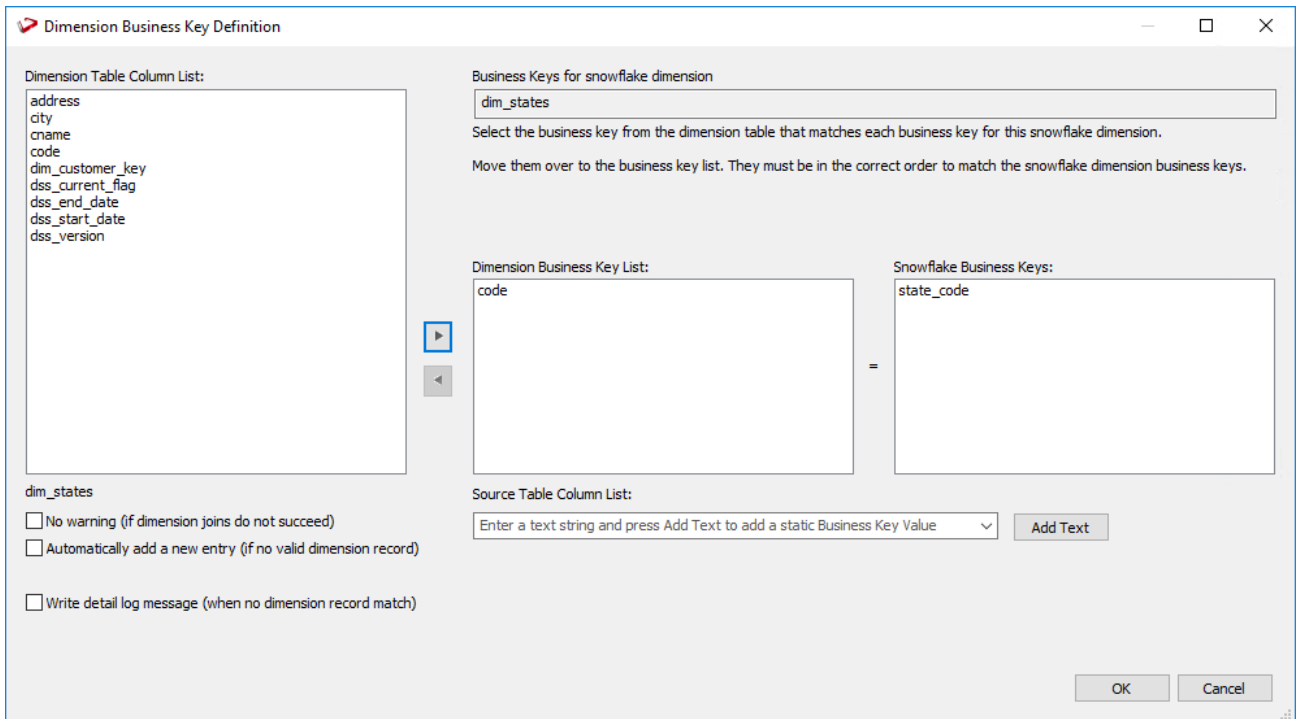 Dimension Business Key Definition
Dimension Table Column List:
address
city
cname
code
dim_customer_key
dss_current_flag
dss_end_date
dss_start_date
dss_version
Business Keys for snowflake dimension
dim_states
Select the business key from the dimension table that matches each business key for this snowflake dimension.
Move them over to the business key list. They must be in the correct order to match the snowflake dimension business keys.
Dimension Business Key List:
code
=
Snowflake Business Keys:
state_code
dim_states
No warning (if dimension joins do not succeed)
Automatically add a new entry (if no valid dimension record)
Write detail log message (when no dimension record match)
Source Table Column List:
Enter a text string and press Add Text to add a static Business Key Value
Add Text
OK
Cancel